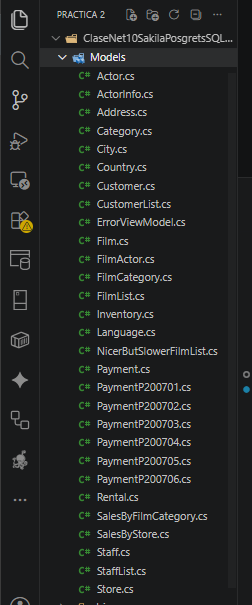 PRACTICA 2
ClaseNet10SakilaPosgretsSQL...
Models
C# Actor.cs
C# ActorInfo.cs
C# Address.cs
C# Category.cs
C# City.cs
C# Country.cs
C# Customer.cs
C# CustomerList.cs
C# ErrorViewModel.cs
C# Film.cs
C# FilmActor.cs
C# FilmCategory.cs
C# FilmList.cs
C# Inventory.cs
C# Language.cs
C# NicerButSlowerFilmList.cs
C# Payment.cs
C# PaymentP200701.cs
C# PaymentP200702.cs
C# PaymentP200703.cs
C# PaymentP200704.cs
C# PaymentP200705.cs
C# PaymentP200706.cs
C# Rental.cs
C# SalesByFilmCategory.cs
C# SalesByStore.cs
C# Staff.cs
C# StaffList.cs
C# Store.cs